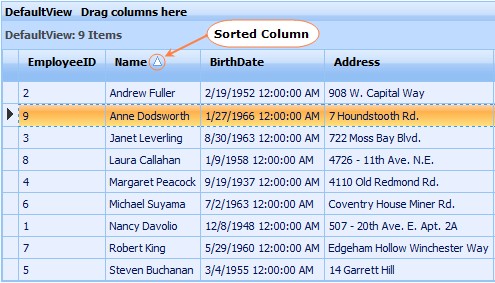 DefaultView Drag columns here
DefaultView: 9 Items
Sorted Column
EmployeeID Name BirthDate Address
2 Andrew Fuller 2/19/1952 12:00:00 AM 908 W. Capital Way
9 Anne Dodsworth 1/27/1966 12:00:00 AM 7 Houndstooth Rd.
3 Janet Leverling 8/30/1963 12:00:00 AM 722 Moss Bay Blvd.
8 Laura Callahan 1/9/1958 12:00:00 AM 4726 - 11th Ave. N.E.
4 Margaret Peacock 9/19/1937 12:00:00 AM 4110 Old Redmond Rd.
6 Michael Suyama 7/2/1963 12:00:00 AM Coventry House Miner Rd.
1 Nancy Davolio 12/8/1948 12:00:00 AM 507 - 20th Ave. E. Apt. 2A
7 Robert King 5/29/1960 12:00:00 AM Edgeham Hollow Winchester Way
5 Steven Buchanan 3/4/1955 12:00:00 AM 14 Garrett Hill